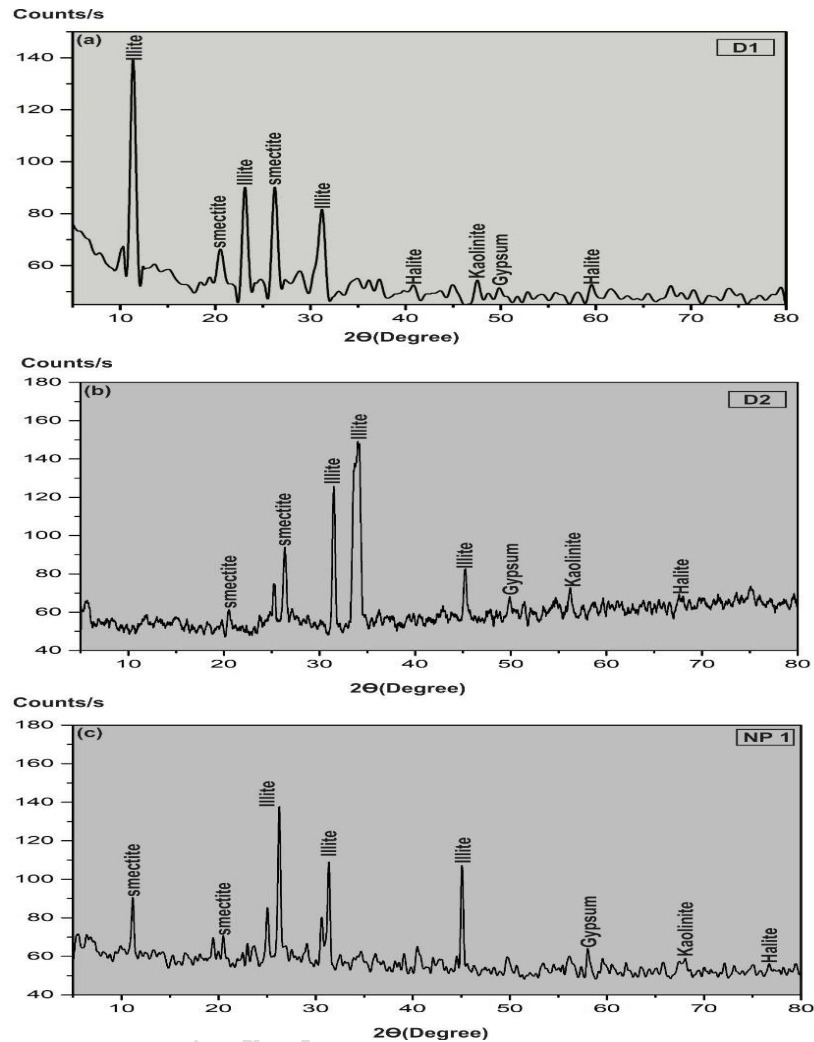 Counts/s
(a)
D1
140
120
100
80
60
Illite
smectite
Illite
smectite
Illite
Halite
Kaolinite
Gypsum
Halite
10 20 30 40 50 60 70 80
2Θ(Degree)
Counts/s
(b)
D2
180
160
140
120
100
80
60
40
smectite
smectite
Illite
Illite
Illite
Gypsum
Kaolinite
Halite
10 20 30 40 50 60 70 80
2Θ(Degree)
Counts/s
(c)
NP 1
180
160
140
120
100
80
60
40
smectite
smectite
Illite
Illite
Illite
Gypsum
Kaolinite
Halite
10 20 30 40 50 60 70 80
2Θ(Degree)